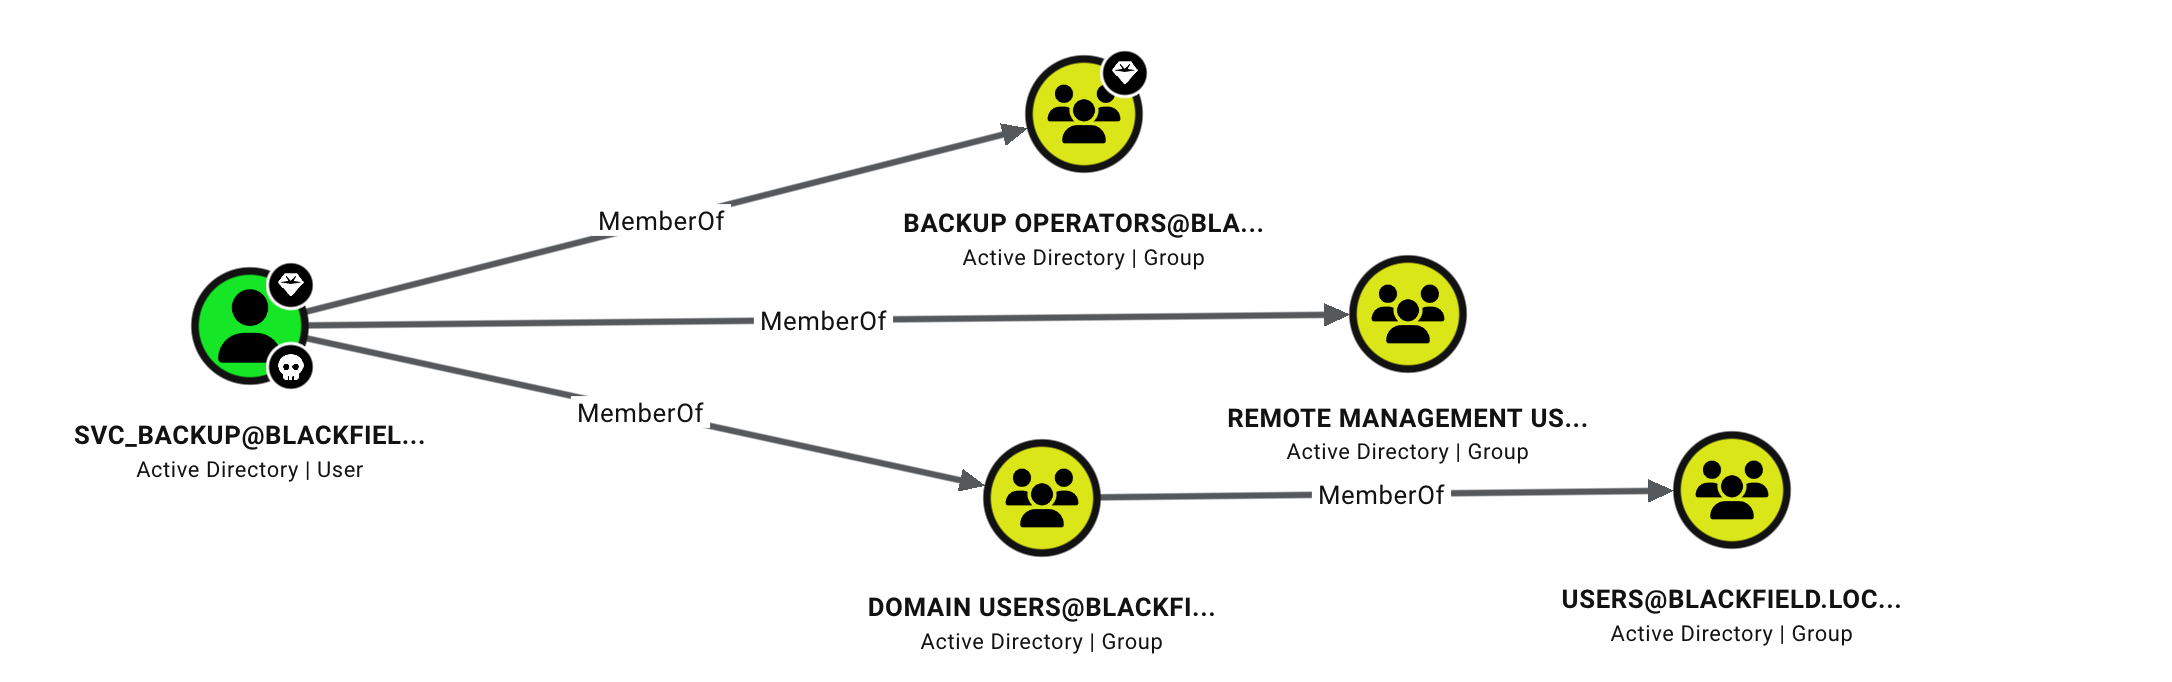 MemberOf
BACKUP OPERATORS@BLA...
Active Directory | Group
MemberOf
SVC_BACKUP@BLACKFIEL...
Active Directory | User
REMOTE MANAGEMENT US...
Active Directory | Group
MemberOf
MemberOf
DOMAIN USERS@BLACKFI...
Active Directory | Group
USERS@BLACKFIELD.LOC...
Active Directory | Group